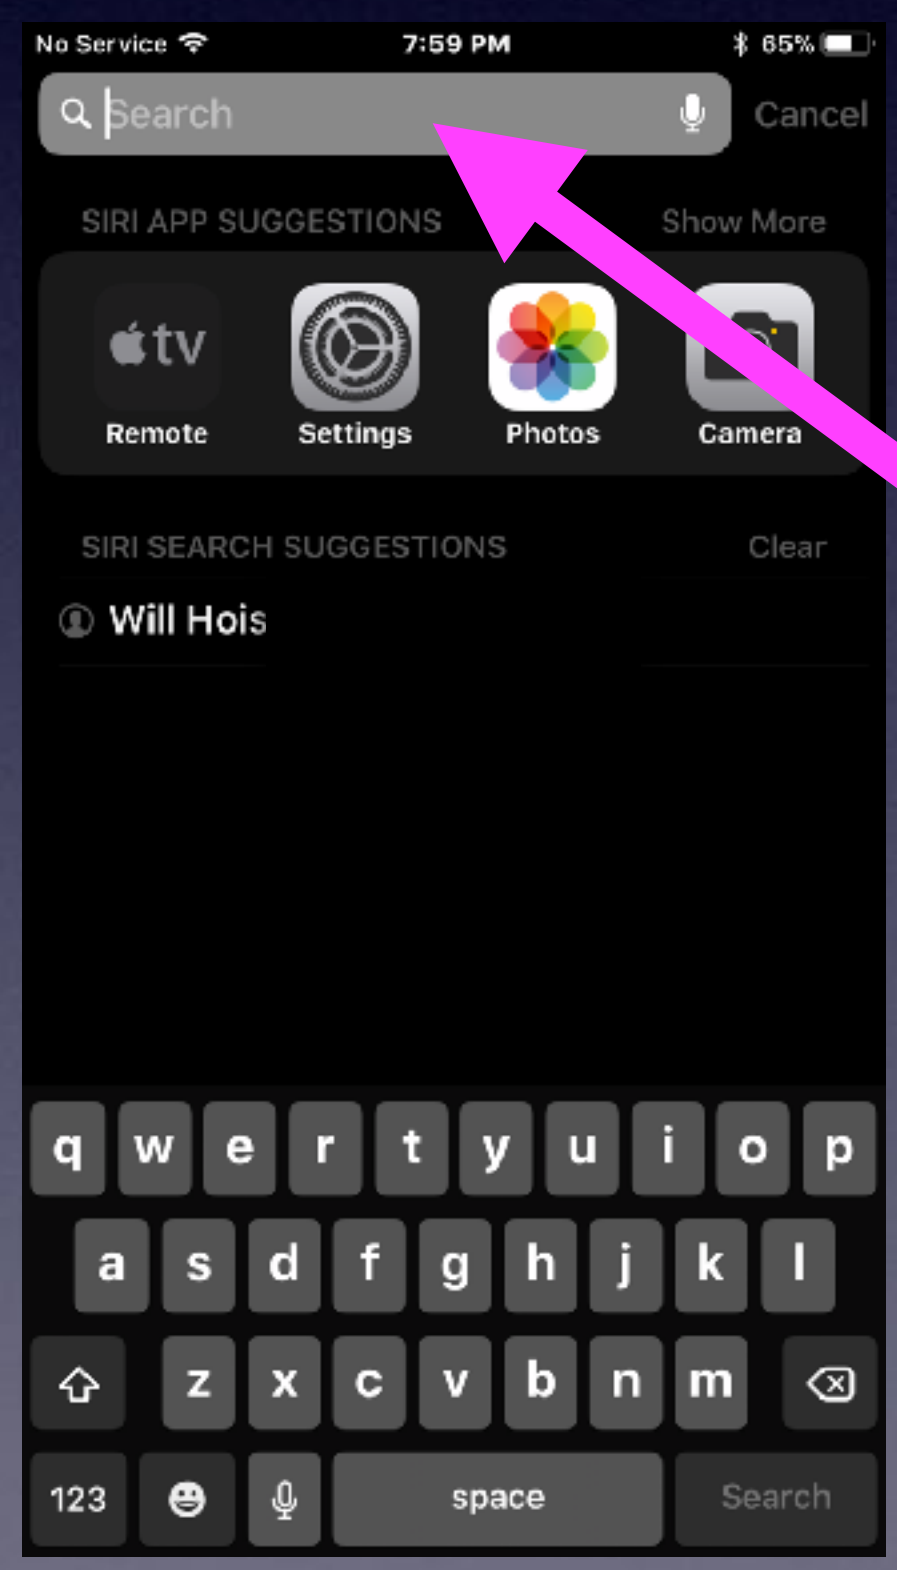 No Service 7:59 PM 65%
Search Cancel
SIRI APP SUGGESTIONS Show More
tv
Remote Settings Photos Camera
SIRI SEARCH SUGGESTIONS Clear
Will Hois
q w e r t y u i o p
a s d f g h j k l
z x c v b n m
123 space Search